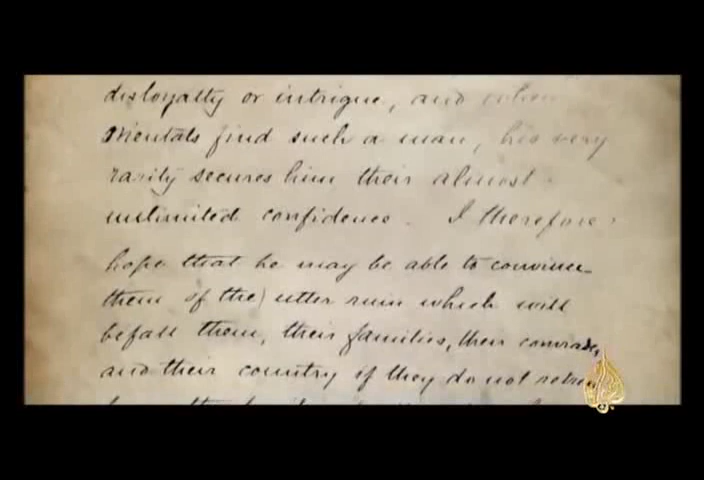 disloyalty or intrigue, and when
Orientals find such a man, his very
rarity secures him their almost
unlimited confidence. I therefore
hope that he may be able to convince
them of the utter ruin which will
befall them, their families, their comrades,
and their country if they do not